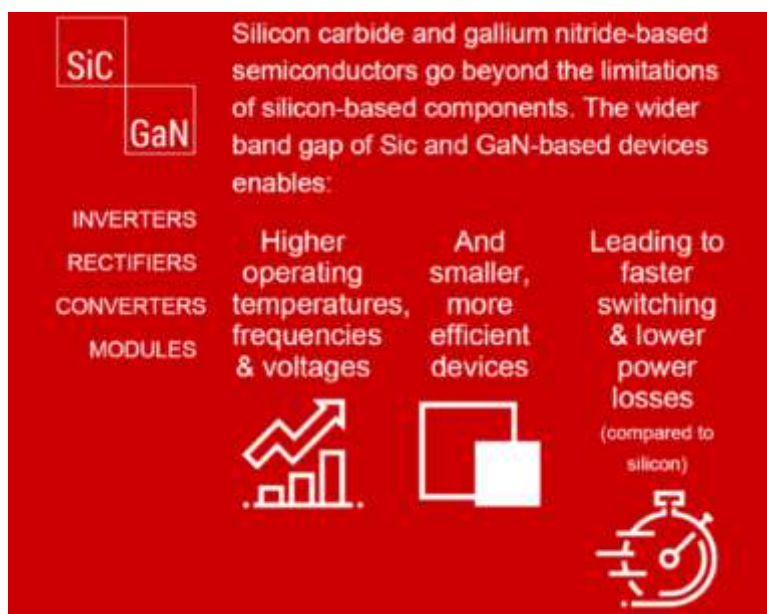 SiC
GaN
Silicon carbide and gallium nitride-based
semiconductors go beyond the limitations
of silicon-based components. The wider
band gap of Sic and GaN-based devices
enables:
INVERTERS
RECTIFIERS
CONVERTERS
MODULES
Higher
operating
temperatures,
frequencies
& voltages
And
smaller,
more
efficient
devices
Leading to
faster
switching
& lower
power
losses
(compared to
silicon)